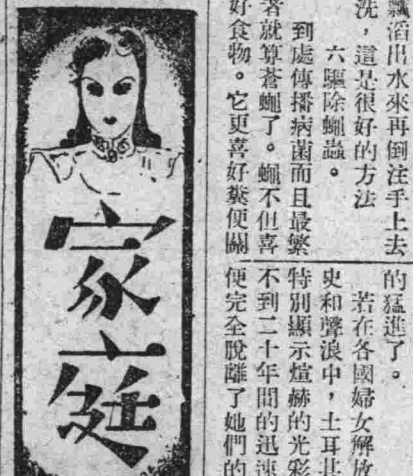 飄滔出水來再倒注手上去
洗，這是很好的方法
六驅除蠅蟲。
到處傳播病菌而且最繁
者就算蒼蠅了。蠅不但喜
好食物。它更喜好糞便關
的猛進了。
若在各國婦女解放
史和聲浪中，土耳其
特別顯示煊赫的光彩
不到二十年間的迅速
便完全脫離了她們的
家庭